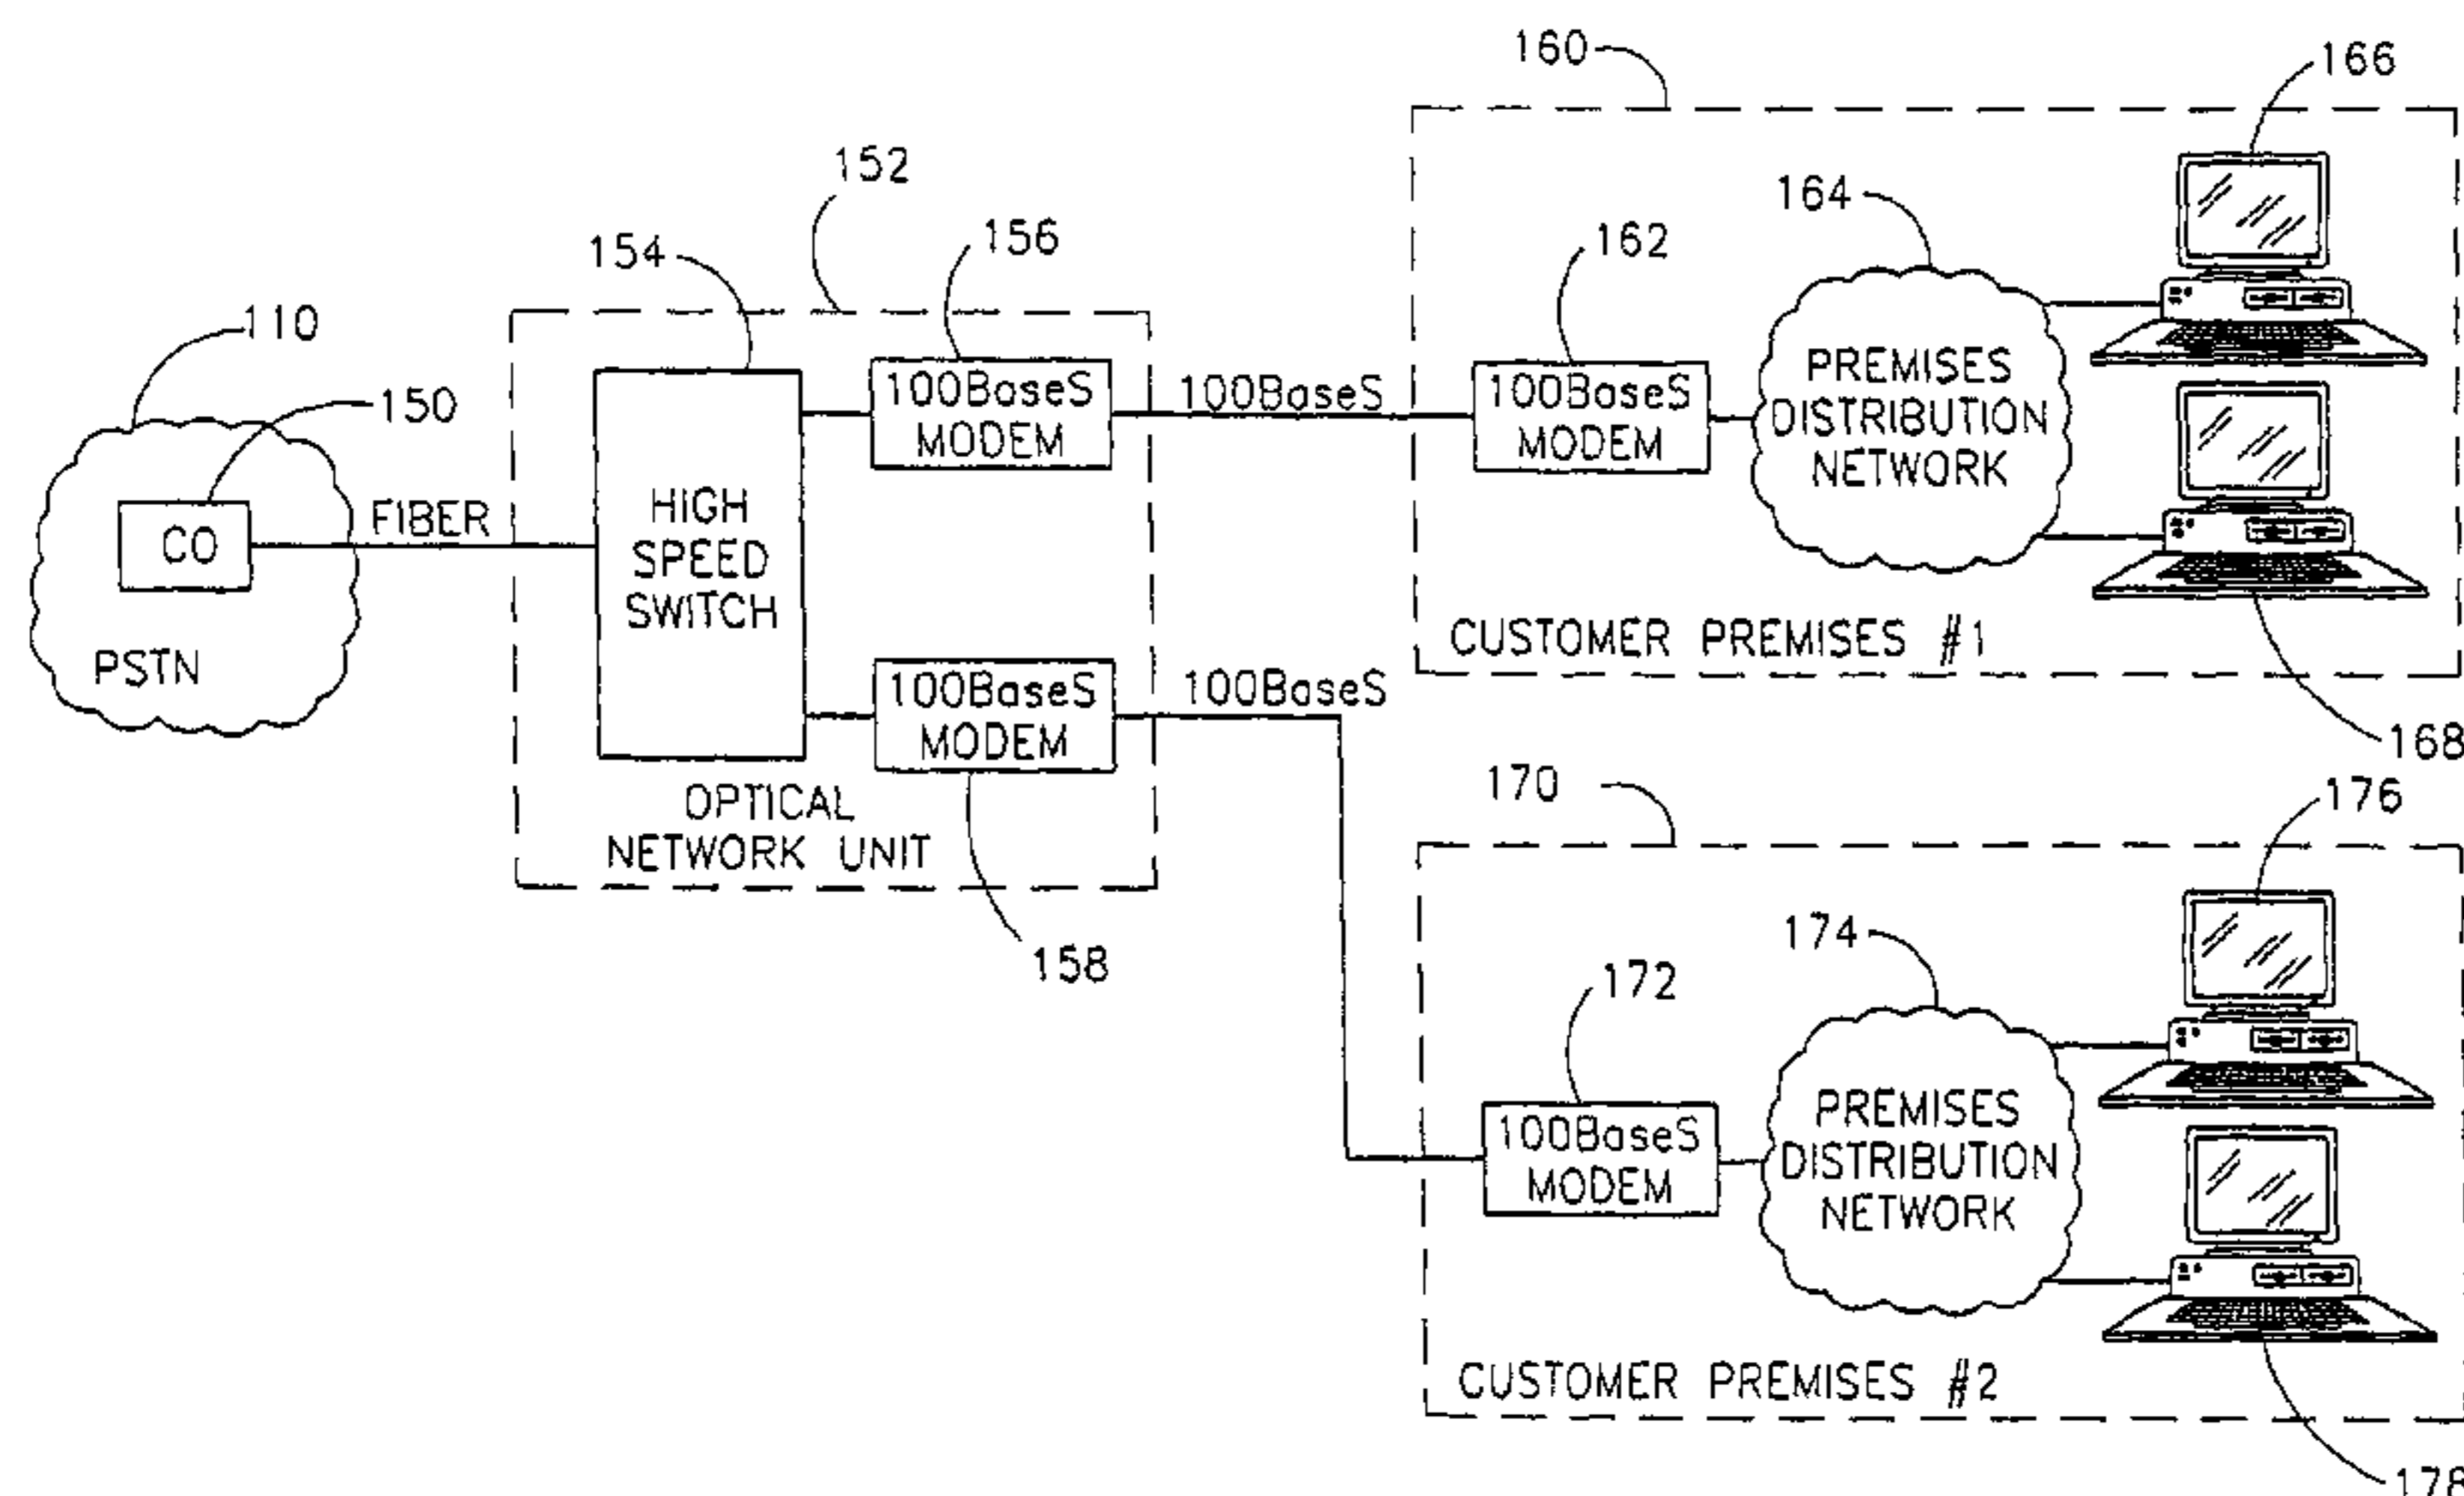 160
166
152
164
156
162
154
110
150
100BaseS
MODEM
100BaseS
100BaseS
MODEM
PREMISES
DISTRIBUTION
NETWORK
FIBER
CO
HIGH
SPEED
SWITCH
PSTN
CUSTOMER PREMISES #1
100BaseS
MODEM
100BaseS
168
170
176
OPTICAL
NETWORK UNIT
158
174
172
100BaseS
MODEM
PREMISES
DISTRIBUTION
NETWORK
CUSTOMER PREMISES #2
178